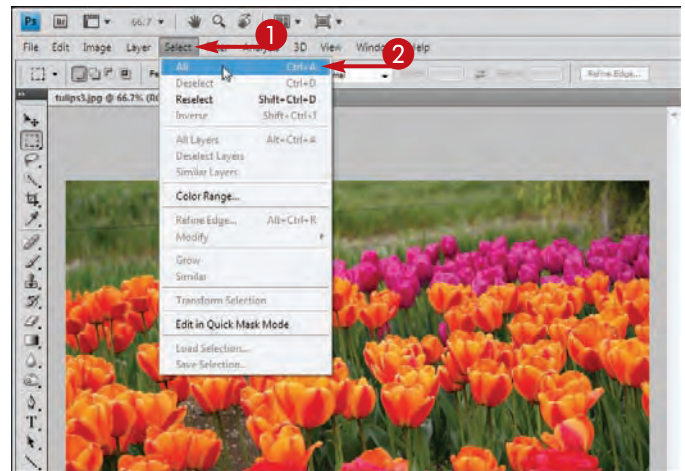 Ps Br 66.7
1
File Edit Image Layer Select 3D View Window Help
2
All Ctrl+A
Deselect Ctrl+D
Reselect Shift+Ctrl+D
Inverse Shift+Ctrl+I
All Layers Alt+Ctrl+A
Deselect Layers
Similar Layers
Color Range...
Refine Edge... Alt+Ctrl+R
Modify
Grow
Similar
Transform Selection
Edit in Quick Mask Mode
Load Selection...
Save Selection...
Refine Edge...
tulips3.jpg @ 66.7%
T